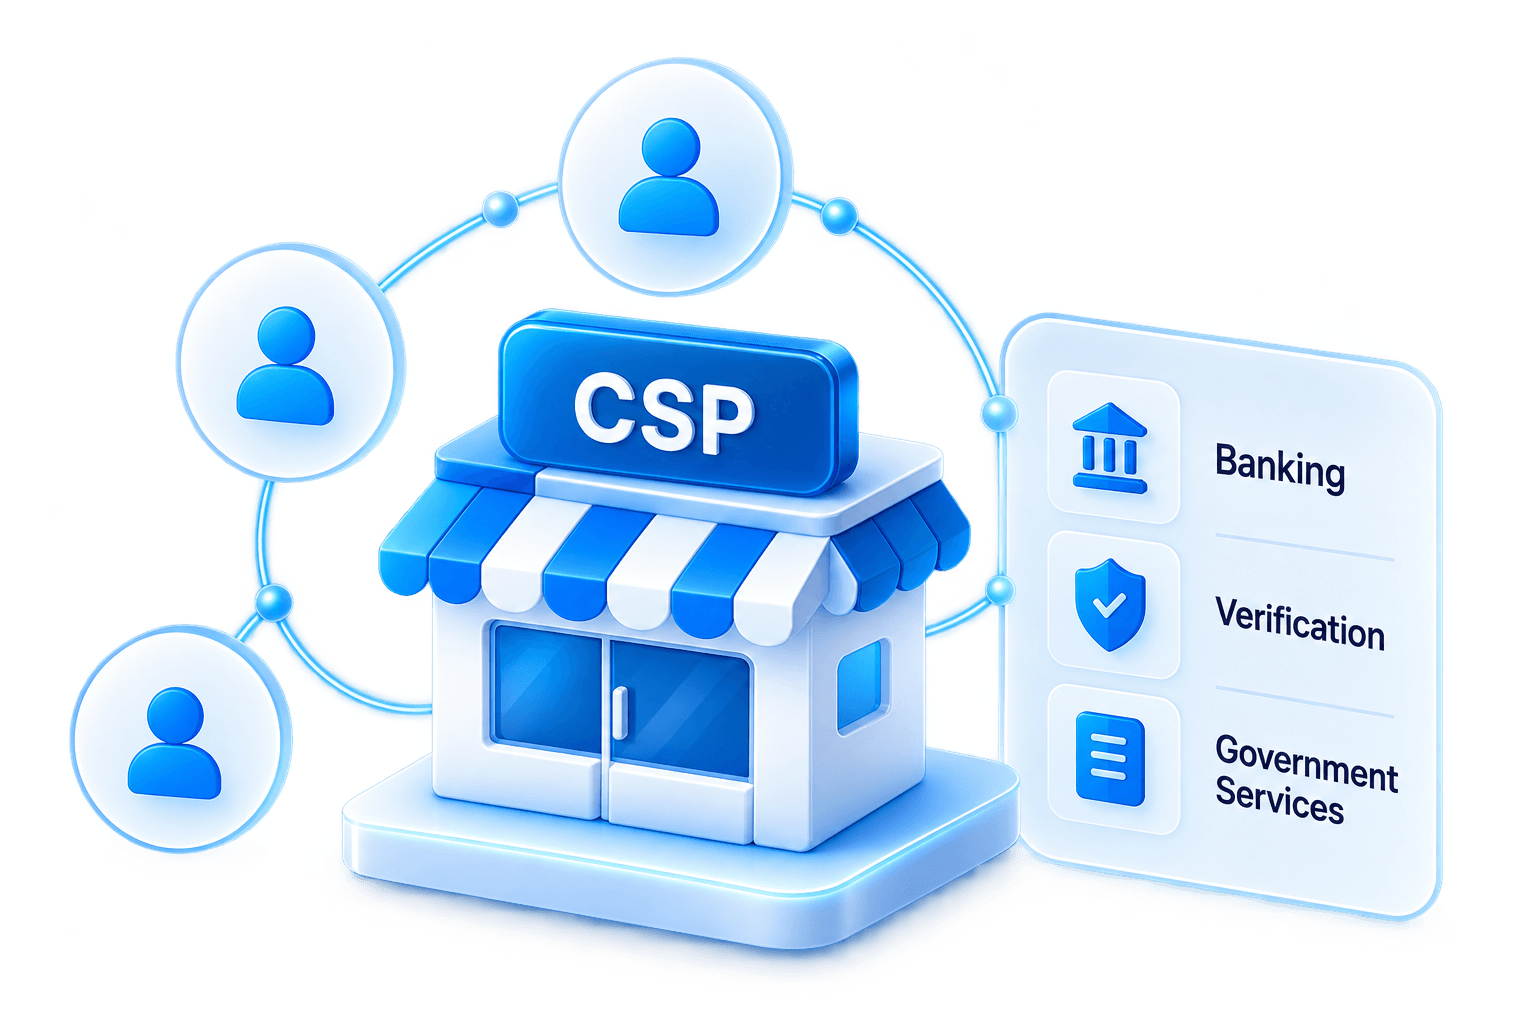 CSP
Banking
Verification
Government
Services